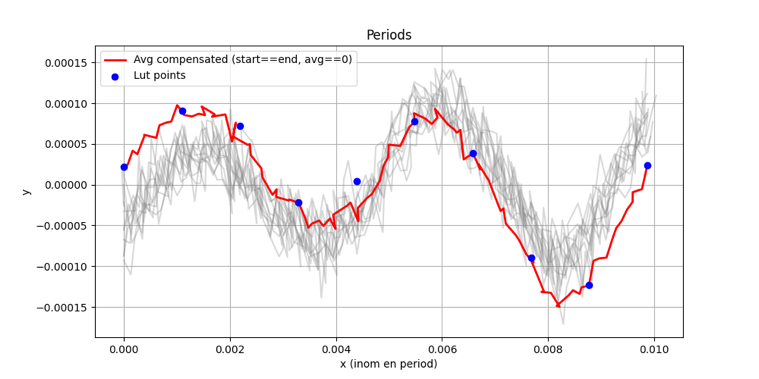 Periods
Avg compensated (start==end, avg==0)
Lut points
y
0.00015
0.00010
0.00005
0.00000
−0.00005
−0.00010
−0.00015
0.000 0.002 0.004 0.006 0.008 0.010
x (inom en period)